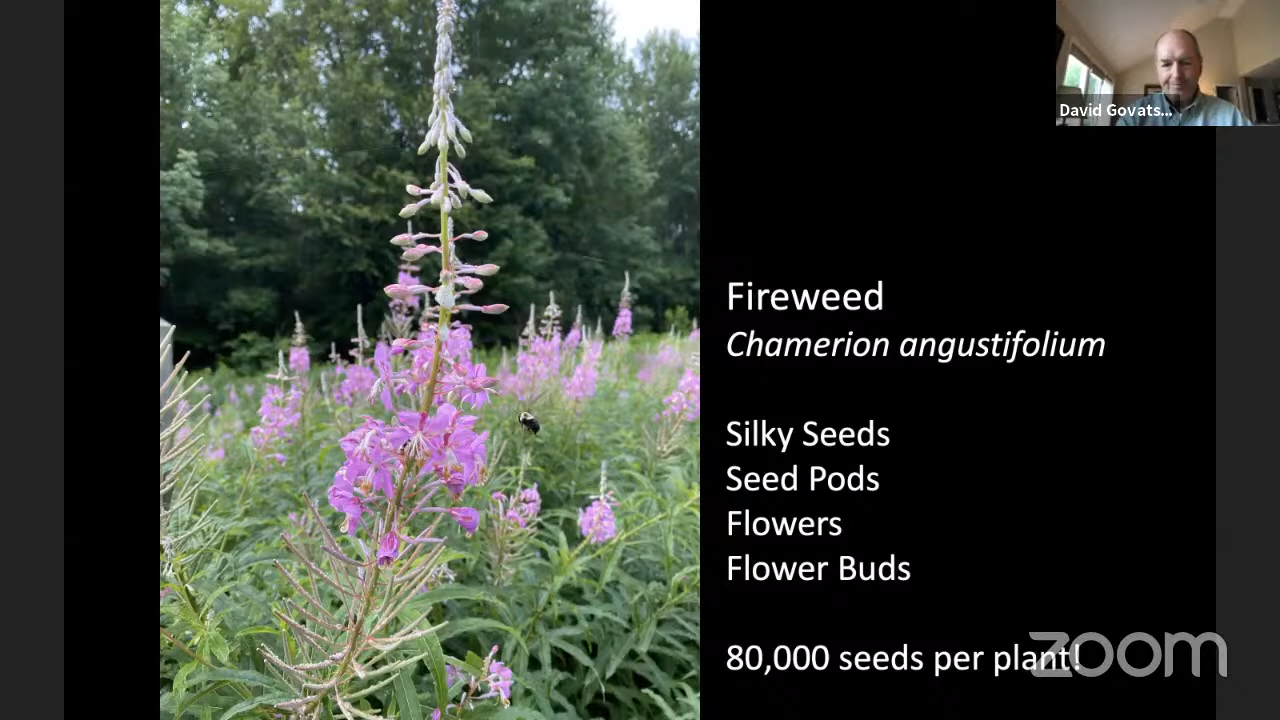 David Govats...
Fireweed
Chamerion angustifolium
Silky Seeds
Seed Pods
Flowers
Flower Buds
80,000 seeds per plant!
zoom